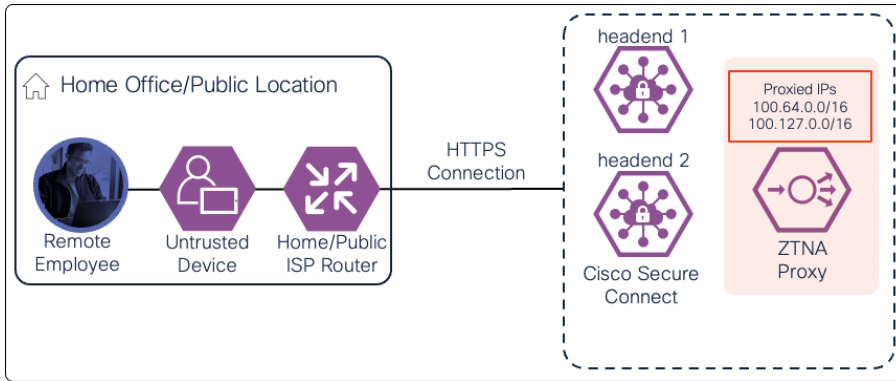 Home Office/Public Location
Remote
Employee
Untrusted
Device
Home/Public
ISP Router
HTTPS
Connection
headend 1
headend 2
Cisco Secure
Connect
Proxied IPs
100.64.0.0/16
100.127.0.0/16
ZTNA
Proxy